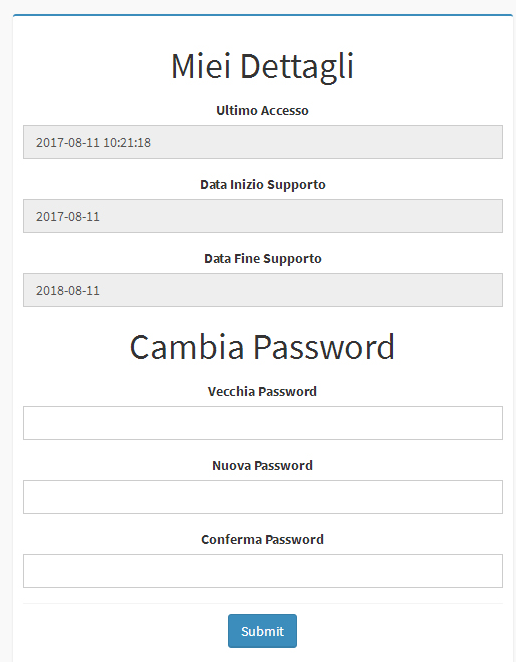 Miei Dettagli
Ultimo Accesso
2017-08-11 10:21:18
Data Inizio Supporto
2017-08-11
Data Fine Supporto
2018-08-11
Cambia Password
Vecchia Password
Nuova Password
Conferma Password
Submit